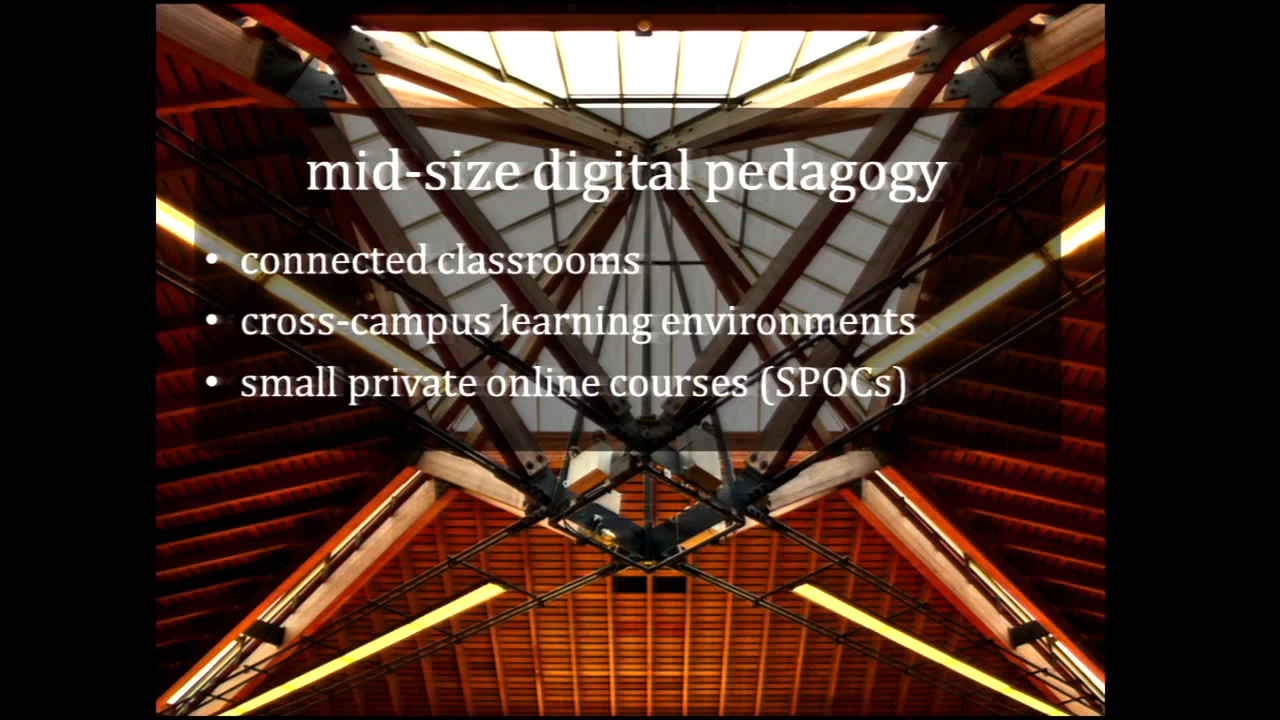 mid-size digital pedagogy
• connected classrooms
• cross-campus learning environments
• small private online courses (SPOCs)